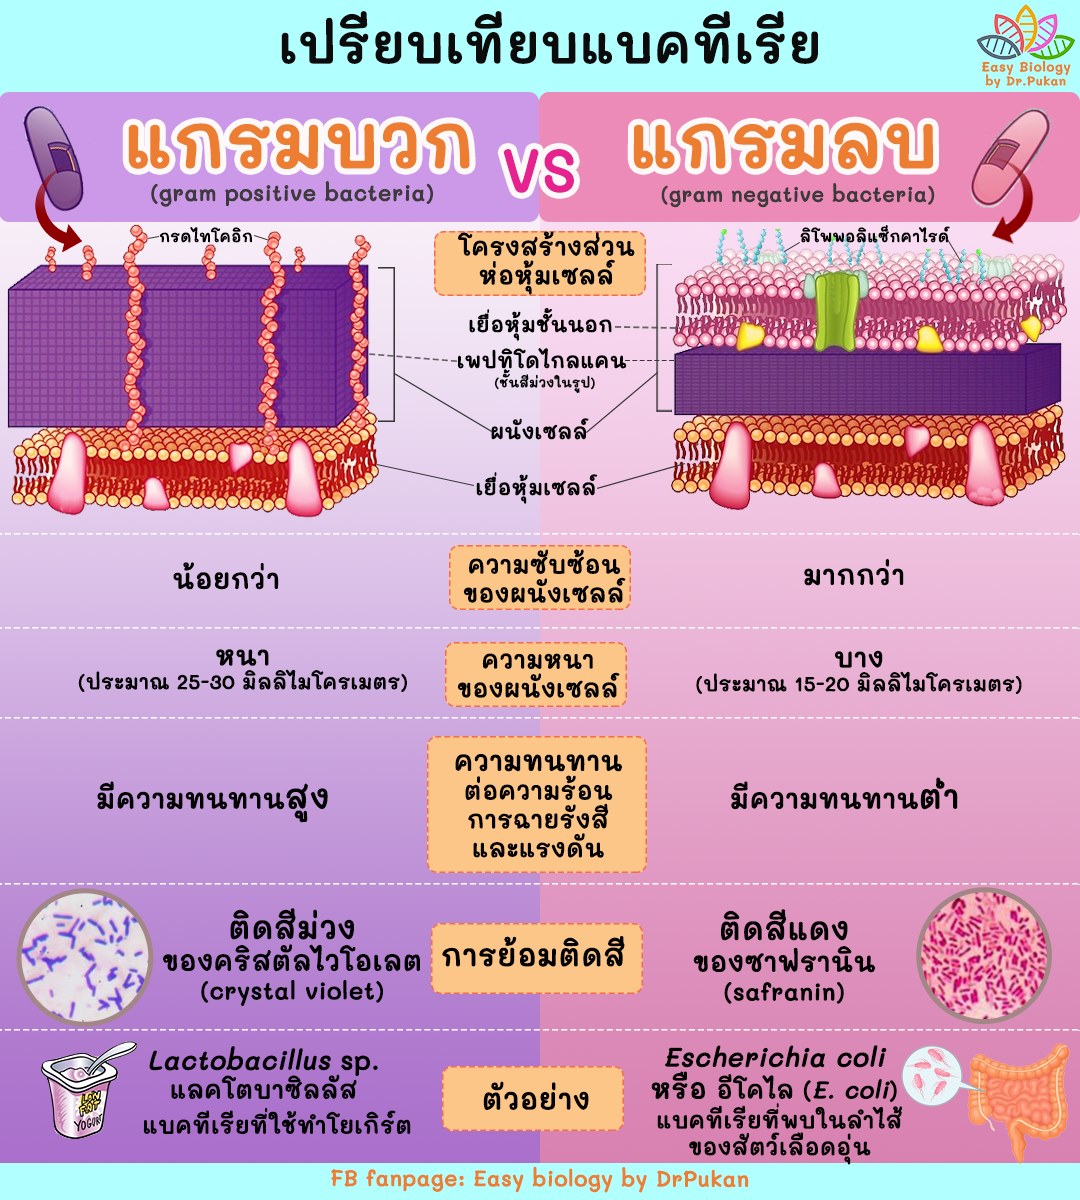 เปรียบเทียบแบคทีเรีย
Easy Biology
by Dr.Pukan
แกรมบวก
(gram positive bacteria)
VS
แกรมลบ
(gram negative bacteria)
กรดไทโคอิก
โครงสร้างส่วน
ห่อหุ้มเซลล์
ลิโพพอลิแซ็กคาไรด์
เยื่อหุ้มชั้นนอก
เพปทิโดไกลแคน
(ชั้นสีม่วงในรูป)
ผนังเซลล์
เยื่อหุ้มเซลล์
น้อยกว่า
ความซับซ้อน
ของผนังเซลล์
มากกว่า
หนา
(ประมาณ 25-30 มิลลิไมโครเมตร)
ความหนา
ของผนังเซลล์
บาง
(ประมาณ 15-20 มิลลิไมโครเมตร)
มีความทนทานสูง
ความทนทาน
ต่อความร้อน
การฉายรังสี
และแรงดัน
มีความทนทานต่ำ
ติดสีม่วง
ของคริสตัลไวโอเลต
(crystal violet)
การย้อมติดสี
ติดสีแดง
ของซาฟรานิน
(safranin)
LOW
FAT
YOGURT
Lactobacillus sp.
แลคโตบาซิลลัส
แบคทีเรียที่ใช้ทำโยเกิร์ต
ตัวอย่าง
Escherichia coli
หรือ อีโคไล (E. coli)
แบคทีเรียที่พบในลำไส้
ของสัตว์เลือดอุ่น
FB fanpage: Easy biology by DrPukan